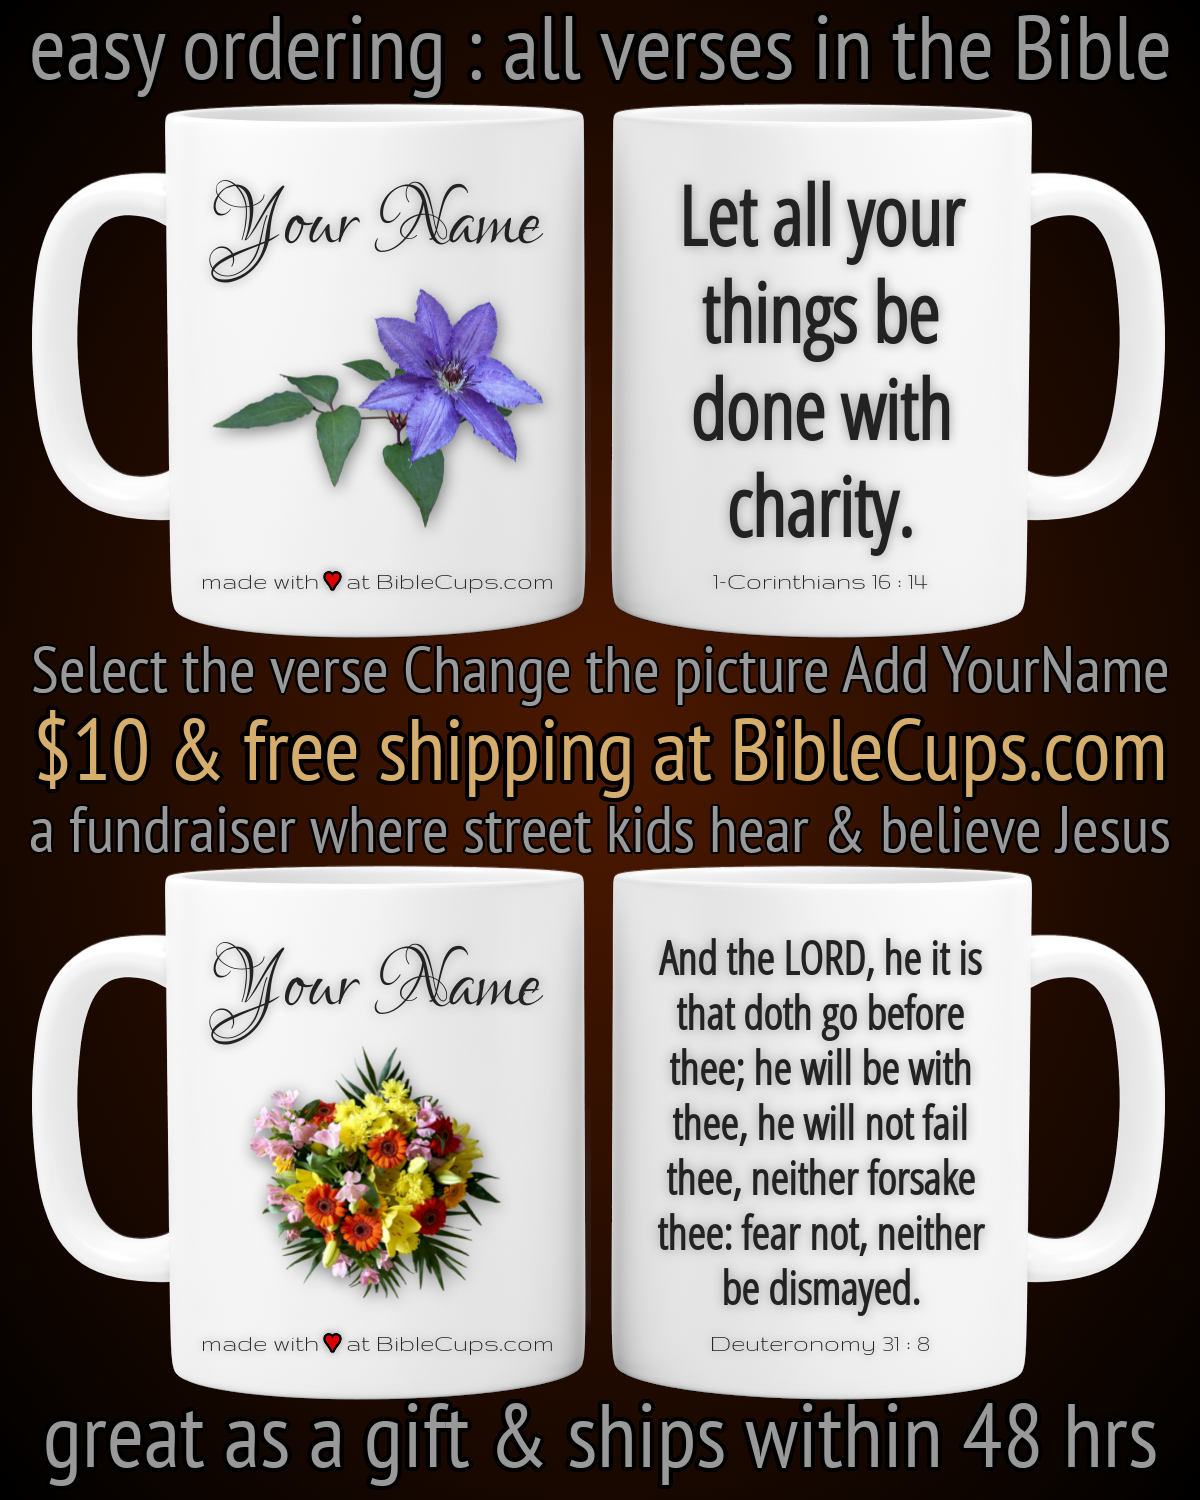 easy ordering : all verses in the Bible
Your Name
made with ♥ at BibleCups.com
Let all your
things be
done with
charity.
1-Corinthians 16 : 14
Select the verse Change the picture Add YourName
$10 & free shipping at BibleCups.com
a fundraiser where street kids hear & believe Jesus
Your Name
made with ♥ at BibleCups.com
And the LORD, he it is
that doth go before
thee; he will be with
thee, he will not fail
thee, neither forsake
thee: fear not, neither
be dismayed.
Deuteronomy 31 : 8
great as a gift & ships within 48 hrs